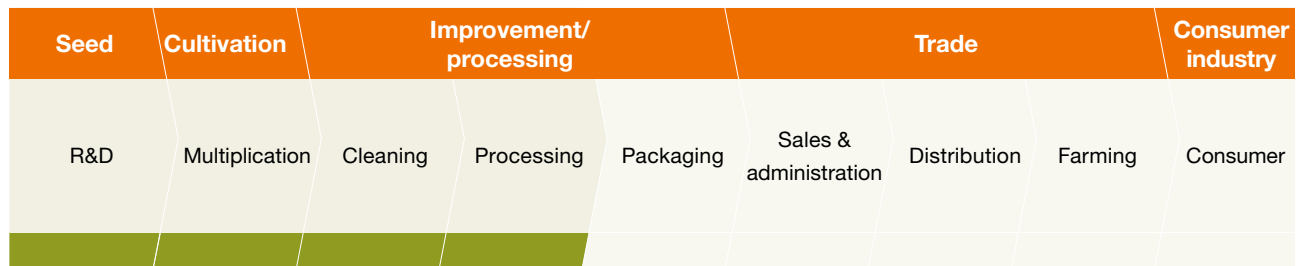 Seed
Cultivation
Improvement/
processing
Trade
Consumer
industry
R&D
Multiplication
Cleaning
Processing
Packaging
Sales &
administration
Distribution
Farming
Consumer